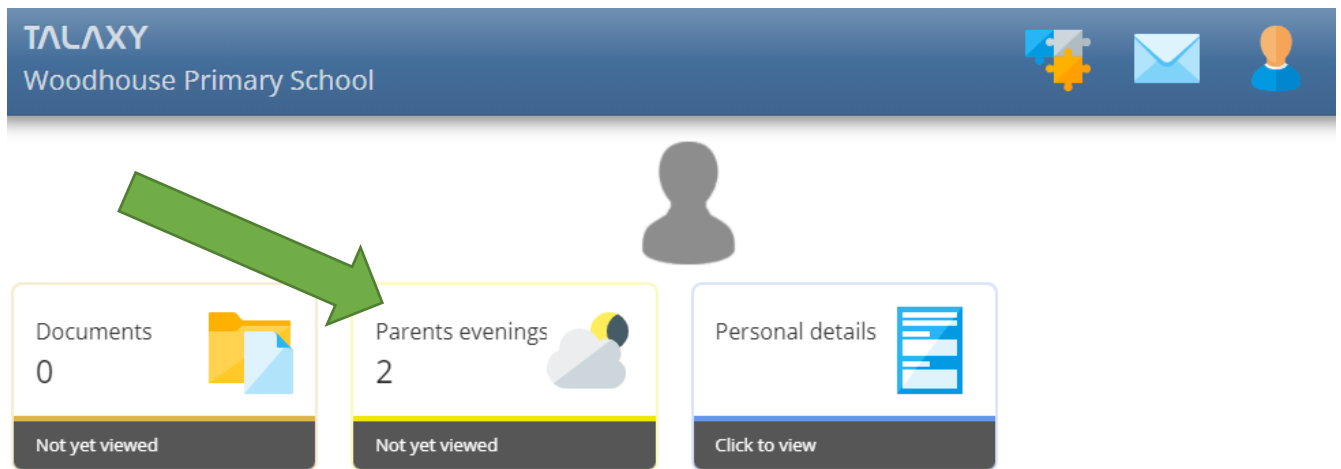 TALAXY
Woodhouse Primary School
Documents
0
Not yet viewed
Parents evenings
2
Not yet viewed
Personal details
Click to view